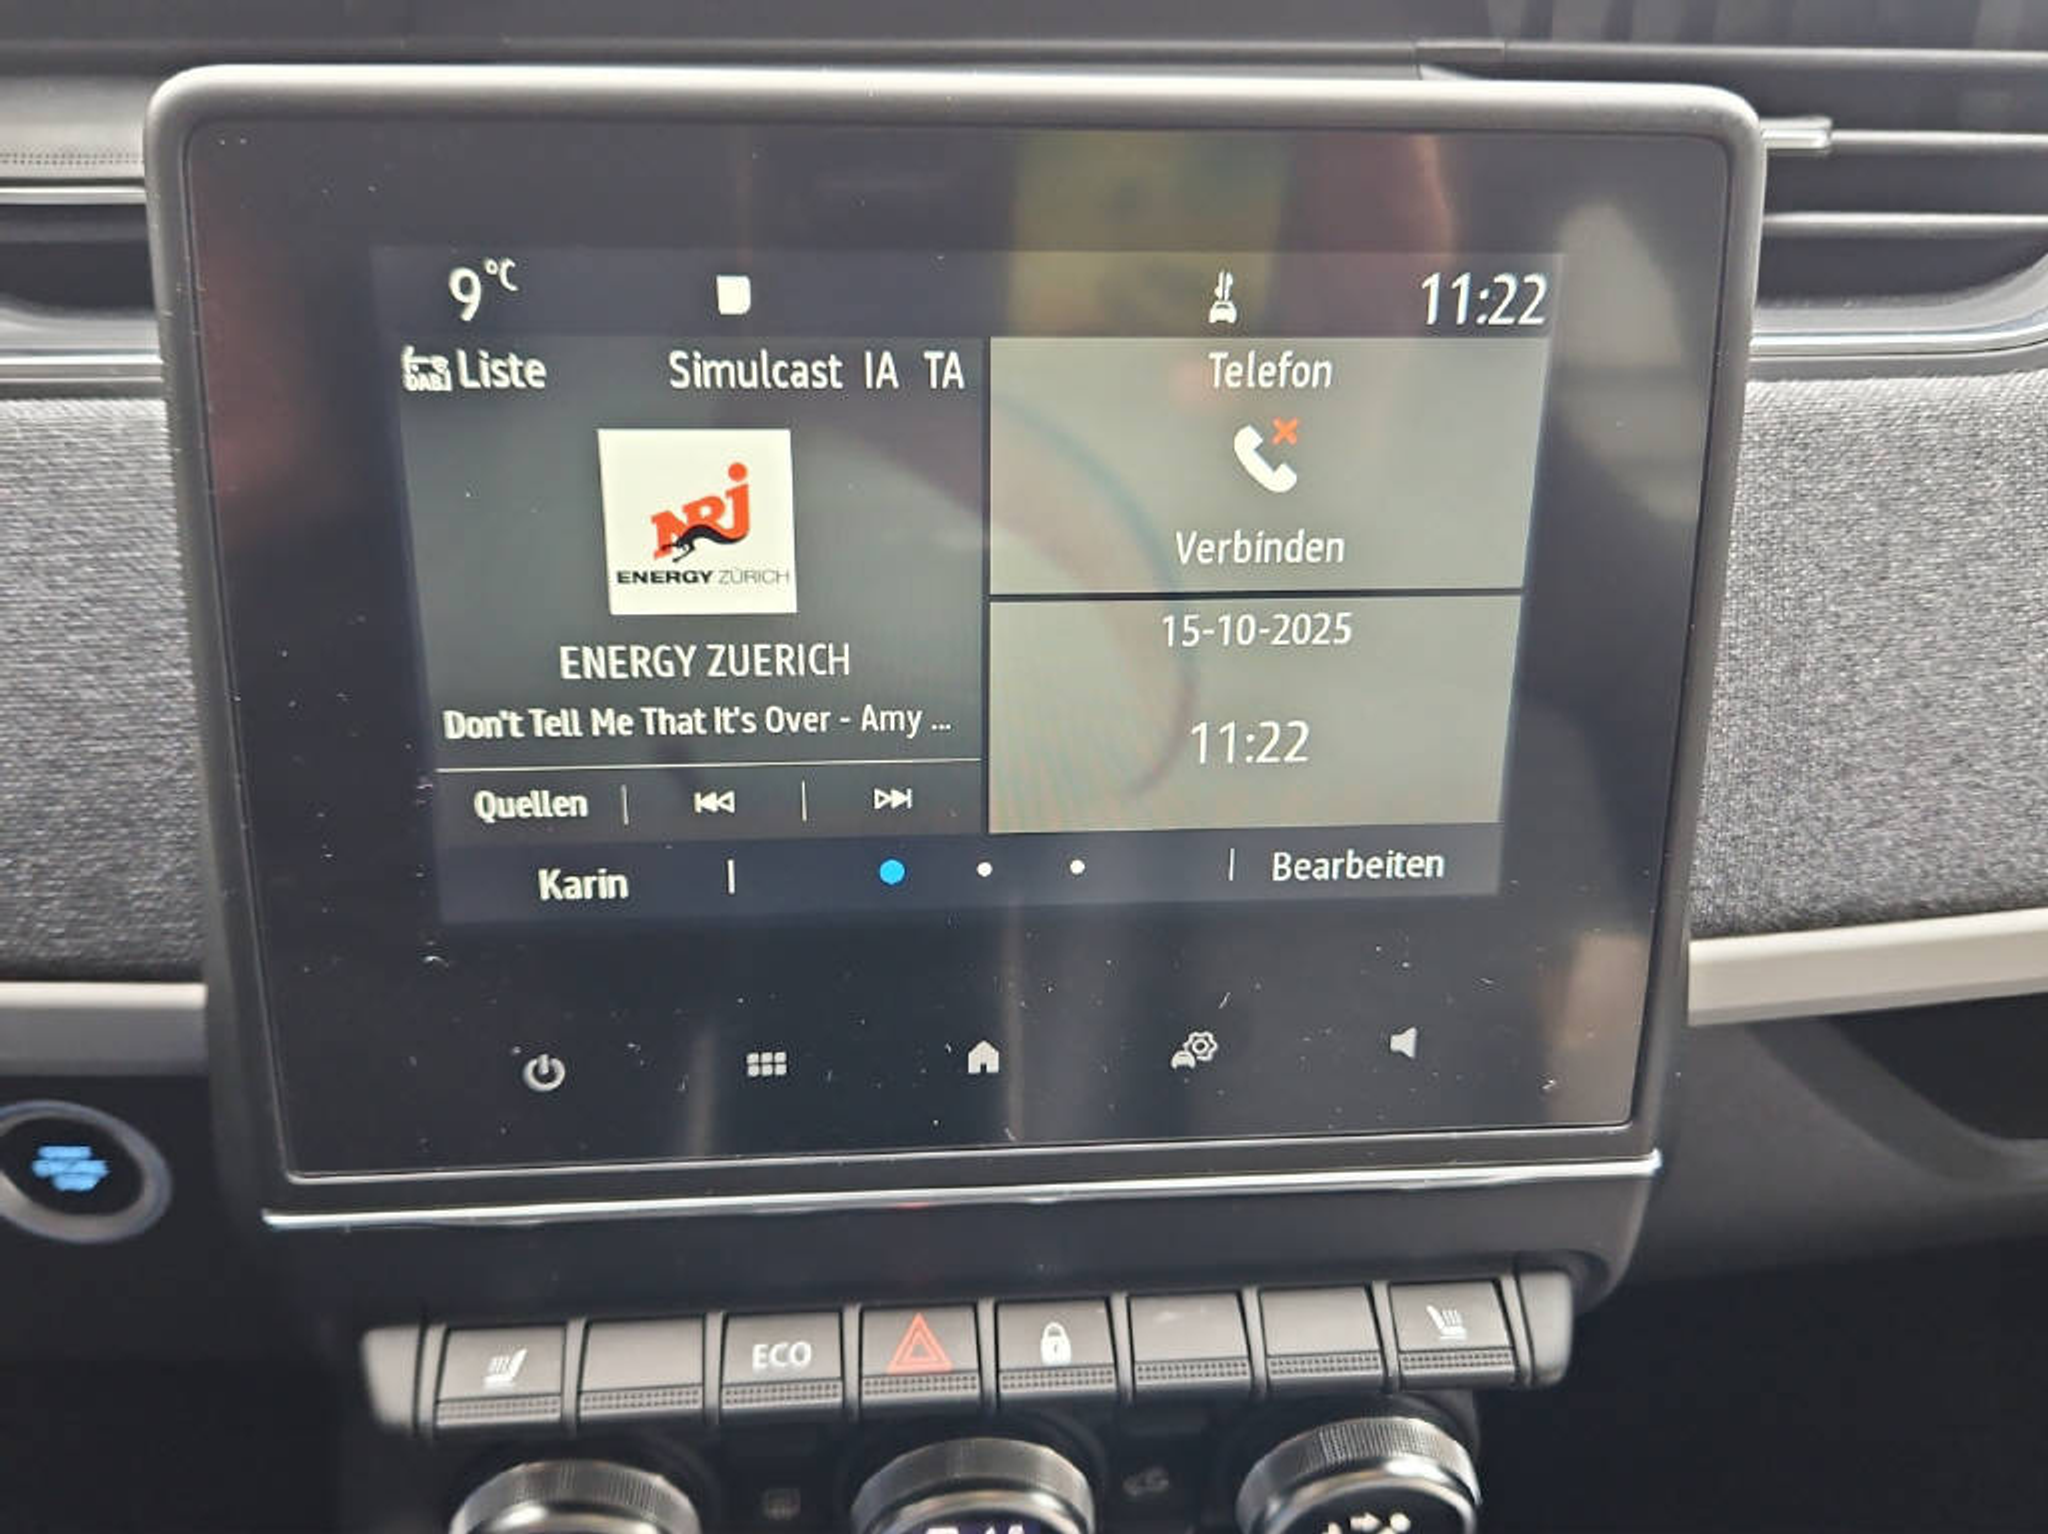 9°C
11:22
DAB
Liste
Simulcast IA TA
NRJ
ENERGY ZÜRICH
ENERGY ZUERICH
Don't Tell Me That It's Over - Amy ...
Quellen
Telefon
Verbinden
15-10-2025
11:22
Karin
Bearbeiten
ECO